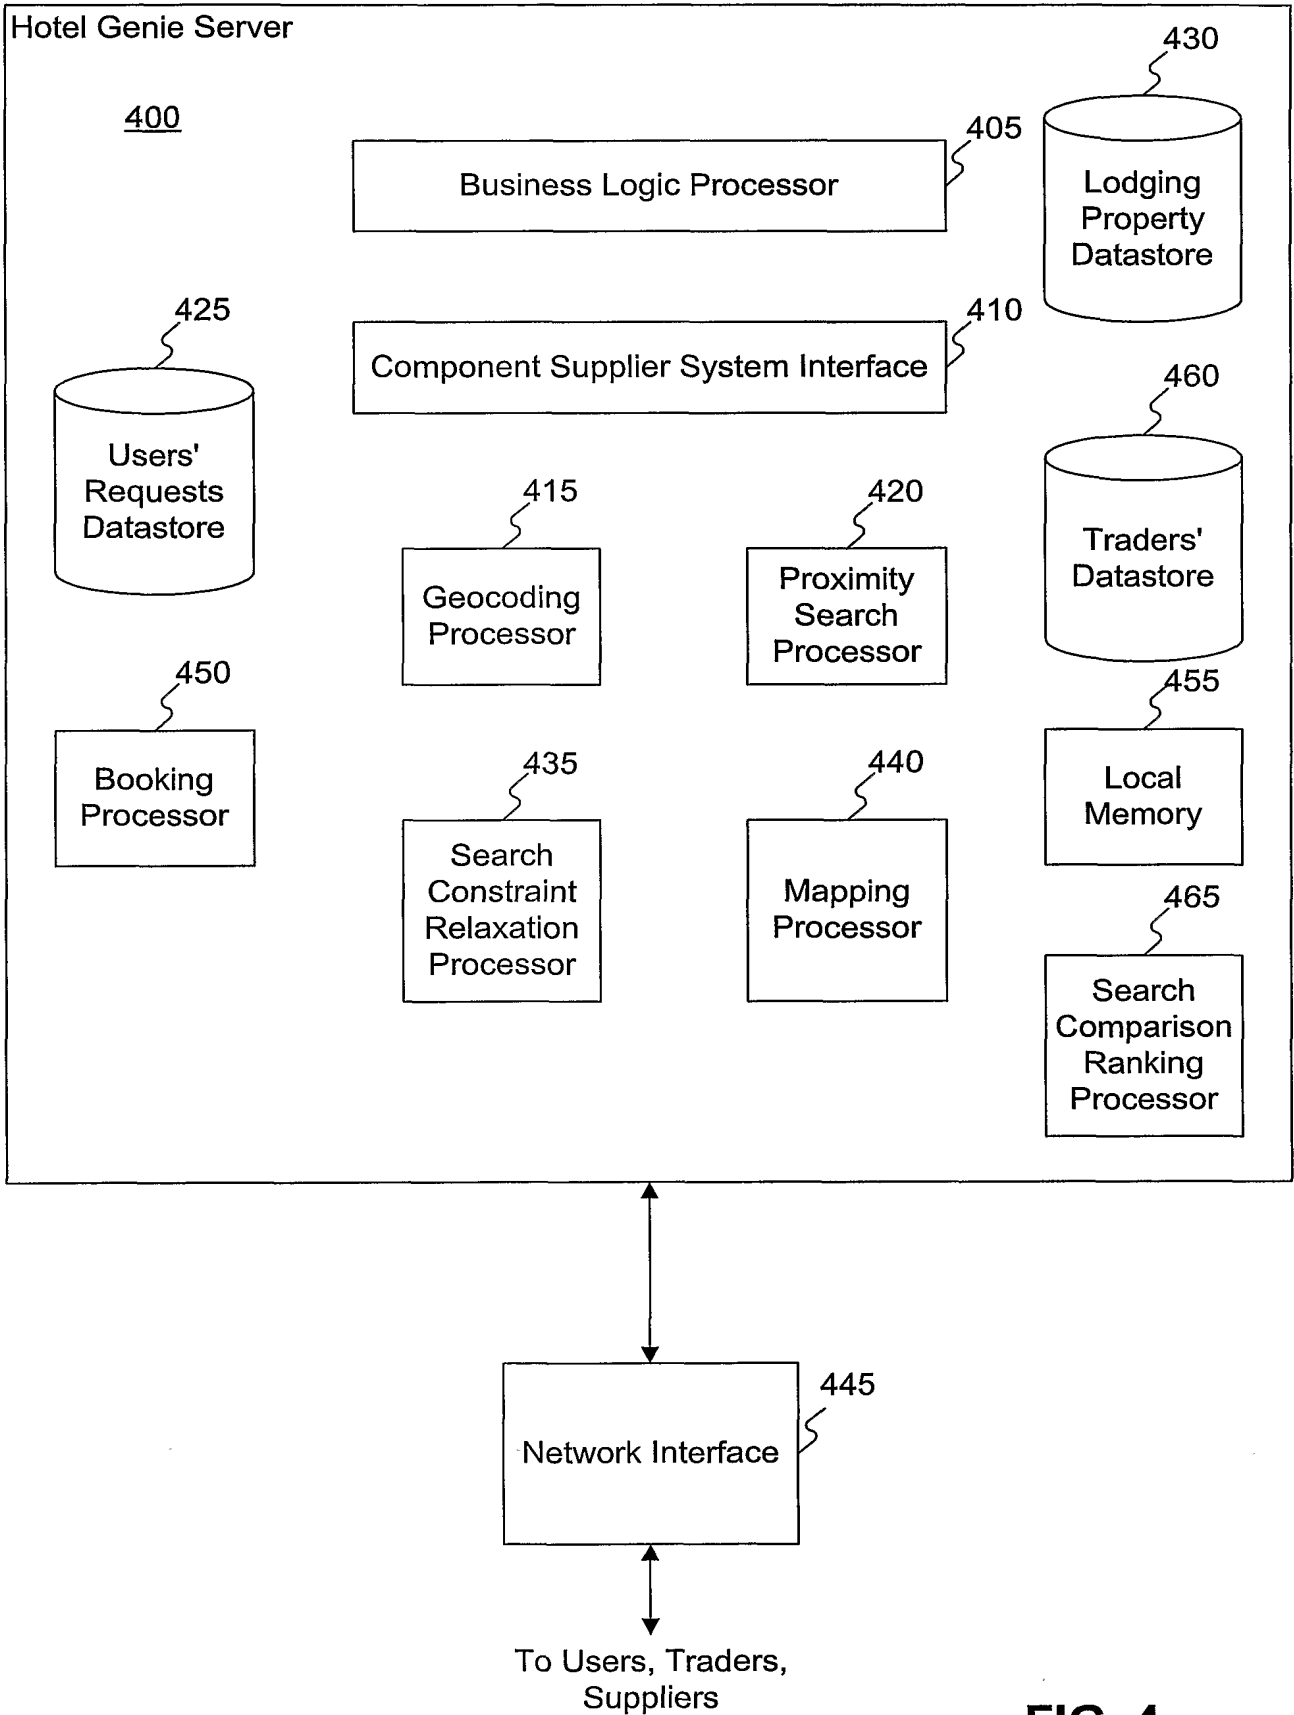 Hotel Genie Server
400
430
405
Business Logic Processor
Lodging
Property
Datastore
425
410
Component Supplier System Interface
460
Users'
Requests
Datastore
415
420
Traders'
Datastore
Geocoding
Processor
Proximity
Search
Processor
450
455
Booking
Processor
435
440
Local
Memory
Search
Constraint
Relaxation
Processor
Mapping
Processor
465
Search
Comparison
Ranking
Processor
445
Network Interface
To Users, Traders,
Suppliers
FIG. 4